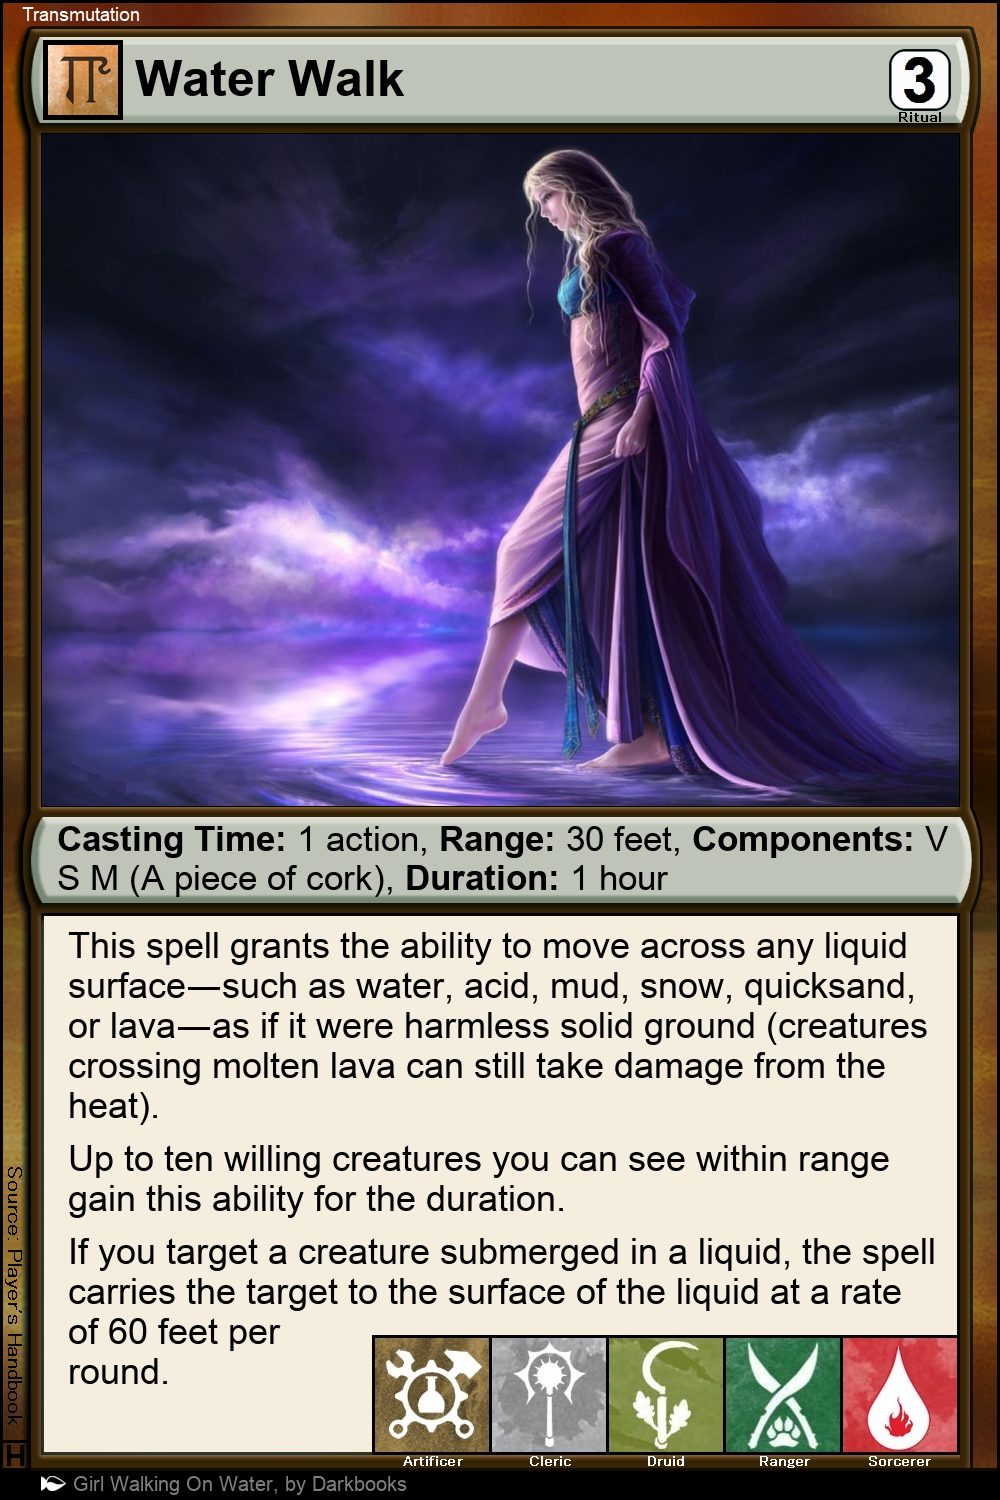 Transmutation
Water Walk
3
Ritual
Casting Time: 1 action, Range: 30 feet, Components: V
S M (A piece of cork), Duration: 1 hour
This spell grants the ability to move across any liquid
surface—such as water, acid, mud, snow, quicksand,
or lava—as if it were harmless solid ground (creatures
crossing molten lava can still take damage from the
heat).
Up to ten willing creatures you can see within range
gain this ability for the duration.
If you target a creature submerged in a liquid, the spell
carries the target to the surface of the liquid at a rate
of 60 feet per
round.
Source: Player's Handbook
H
Artificer
Cleric
Druid
Ranger
Sorcerer
Girl Walking On Water, by Darkbooks